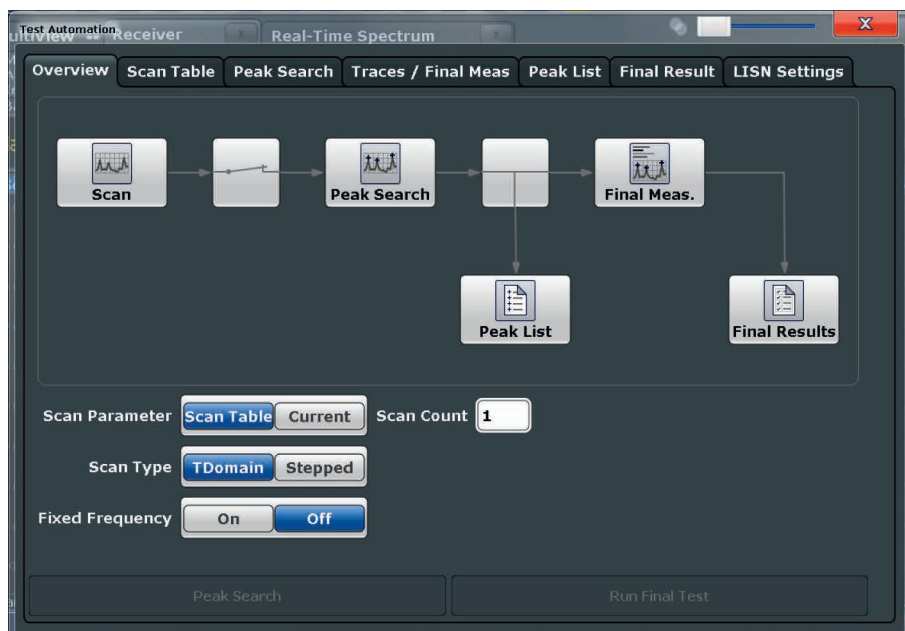 Test Automation
MultiView Receiver Real-Time Spectrum X
Overview Scan Table Peak Search Traces / Final Meas Peak List Final Result LISN Settings
Scan Peak Search Final Meas.
Peak List Final Results
Scan Parameter Scan Table Current Scan Count 1
Scan Type TDomain Stepped
Fixed Frequency On Off
Peak Search Run Final Test